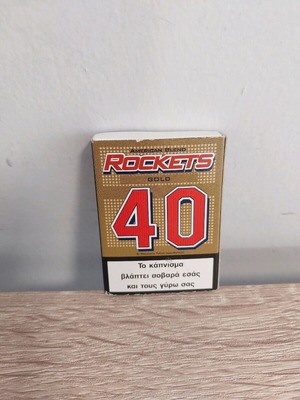 AMERICAN BLEND
ROCKETS
GOLD
40
Το κάπνισμα
βλάπτει σοβαρά εσάς
και τους γύρω σας